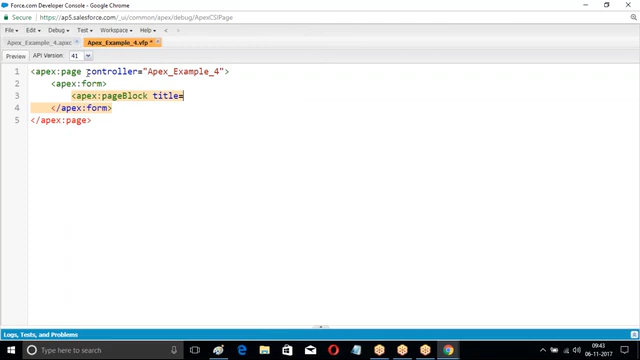 Force.com Developer Console - Google Chrome
Secure https://ap5.salesforce.com/_ui/common/apex/debug/ApexCSIPage
File Edit Debug Test Workspace Help < >
Apex_Example_4.apxc × Apex_Example_4.vfp * ×
Preview API Version: 41
1 <apex:page controller="Apex_Example_4">
2 <apex:form>
3 <apex:pageBlock title=
4 </apex:form>
5 </apex:page>
Logs, Tests, and Problems
Type here to search
09:43
06-11-2017